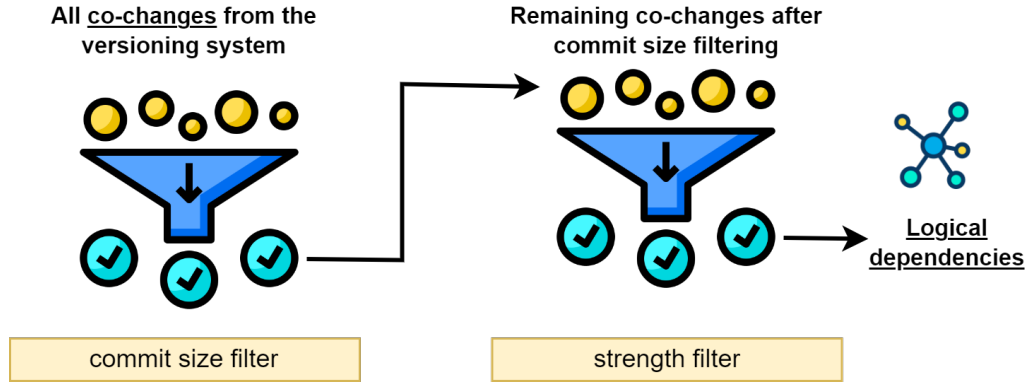 All co-changes from the
versioning system
Remaining co-changes after
commit size filtering
Logical
dependencies
commit size filter
strength filter